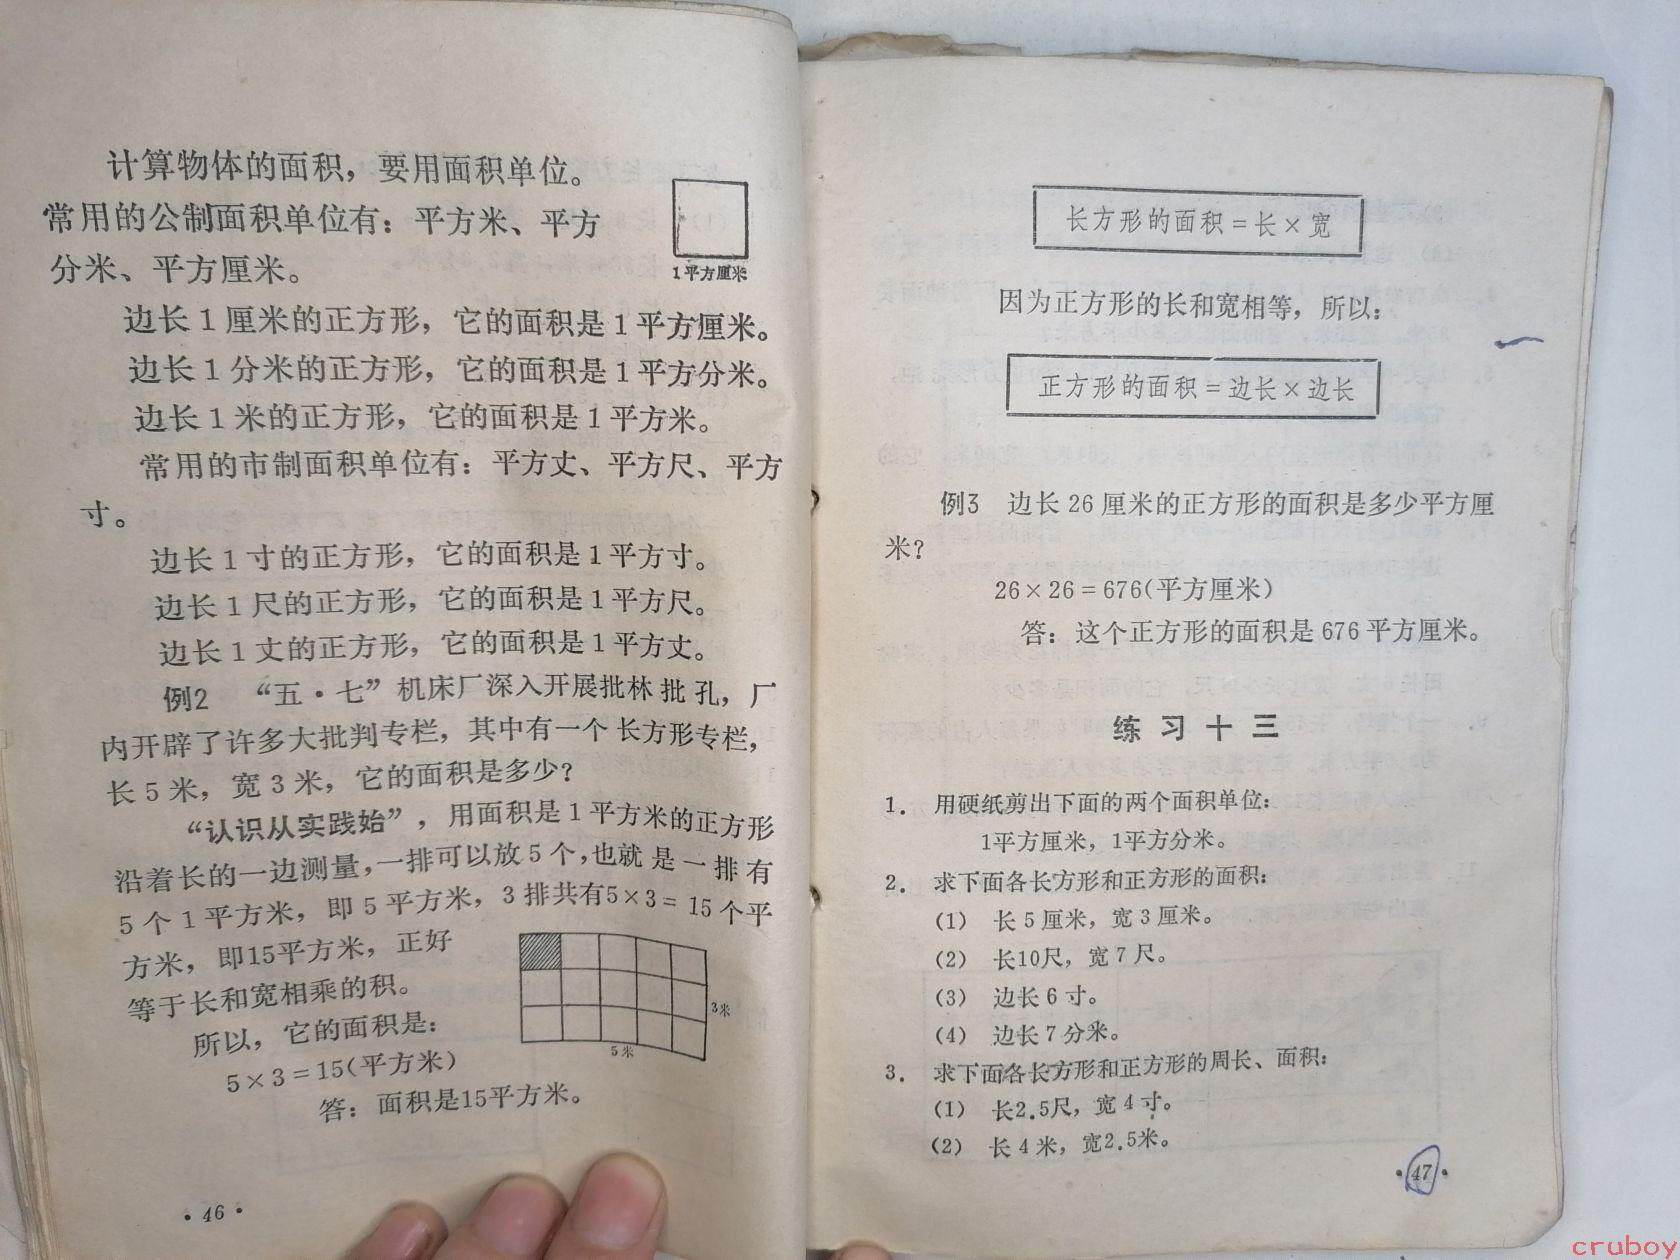 计算物体的面积，要用面积单位。
常用的公制面积单位有：平方米、平方
分米、平方厘米。
1平方厘米
边长1厘米的正方形，它的面积是1平方厘米。
边长1分米的正方形，它的面积是1平方分米。
边长1米的正方形，它的面积是1平方米。
常用的市制面积单位有：平方丈、平方尺、平方
寸。
边长1寸的正方形，它的面积是1平方寸。
边长1尺的正方形，它的面积是1平方尺。
边长1丈的正方形，它的面积是1平方丈。
例2 “五·七”机床厂深入开展批林批孔，厂
内开辟了许多大批判专栏，其中有一个长方形专栏，
长5米，宽3米，它的面积是多少？
“认识从实践始”，用面积是1平方米的正方形
沿着长的一边测量，一排可以放5个，也就是一排有
5个1平方米，即5平方米，3排共有5×3＝15个平
方米，即15平方米，正好
等于长和宽相乘的积。
所以，它的面积是：
5×3＝15(平方米)
答：面积是15平方米。
3米
5米
·46·
长方形的面积＝长×宽
因为正方形的长和宽相等，所以：
正方形的面积＝边长×边长
例3 边长26厘米的正方形的面积是多少平方厘
米？
26×26＝676(平方厘米)
答：这个正方形的面积是676平方厘米。
练习十三
1. 用硬纸剪出下面的两个面积单位：
1平方厘米，1平方分米。
2. 求下面各长方形和正方形的面积：
(1) 长5厘米，宽3厘米。
(2) 长10尺，宽7尺。
(3) 边长6寸。
(4) 边长7分米。
3. 求下面各长方形和正方形的周长、面积：
(1) 长2.5尺，宽4寸。
(2) 长4米，宽2.5米。
·47·
cruboy